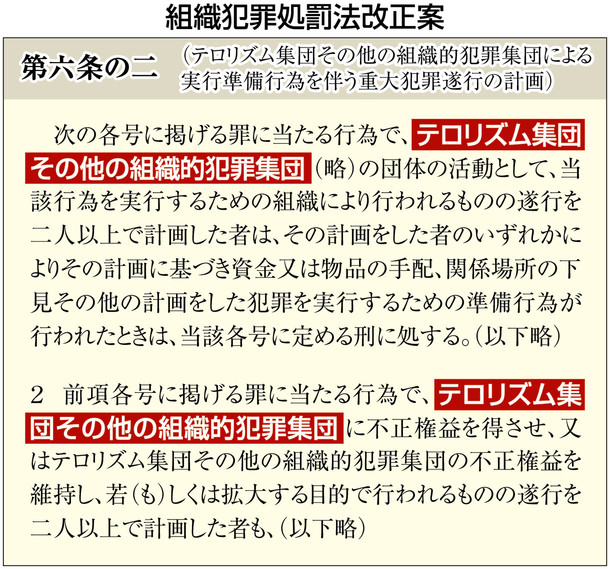 組織犯罪処罰法改正案
第六条の二
(テロリズム集団その他の組織的犯罪集団による
実行準備行為を伴う重大犯罪遂行の計画)
次の各号に掲げる罪に当たる行為で、テロリズム集団
その他の組織的犯罪集団(略)の団体の活動として、当
該行為を実行するための組織により行われるものの遂行を
二人以上で計画した者は、その計画をした者のいずれかに
よりその計画に基づき資金又は物品の手配、関係場所の下
見その他の計画をした犯罪を実行するための準備行為が
行われたときは、当該各号に定める刑に処する。(以下略)
2 前項各号に掲げる罪に当たる行為で、テロリズム集
団その他の組織的犯罪集団に不正権益を得させ、又
はテロリズム集団その他の組織的犯罪集団の不正権益を
維持し、若(も)しくは拡大する目的で行われるものの遂行を
二人以上で計画した者も、(以下略)